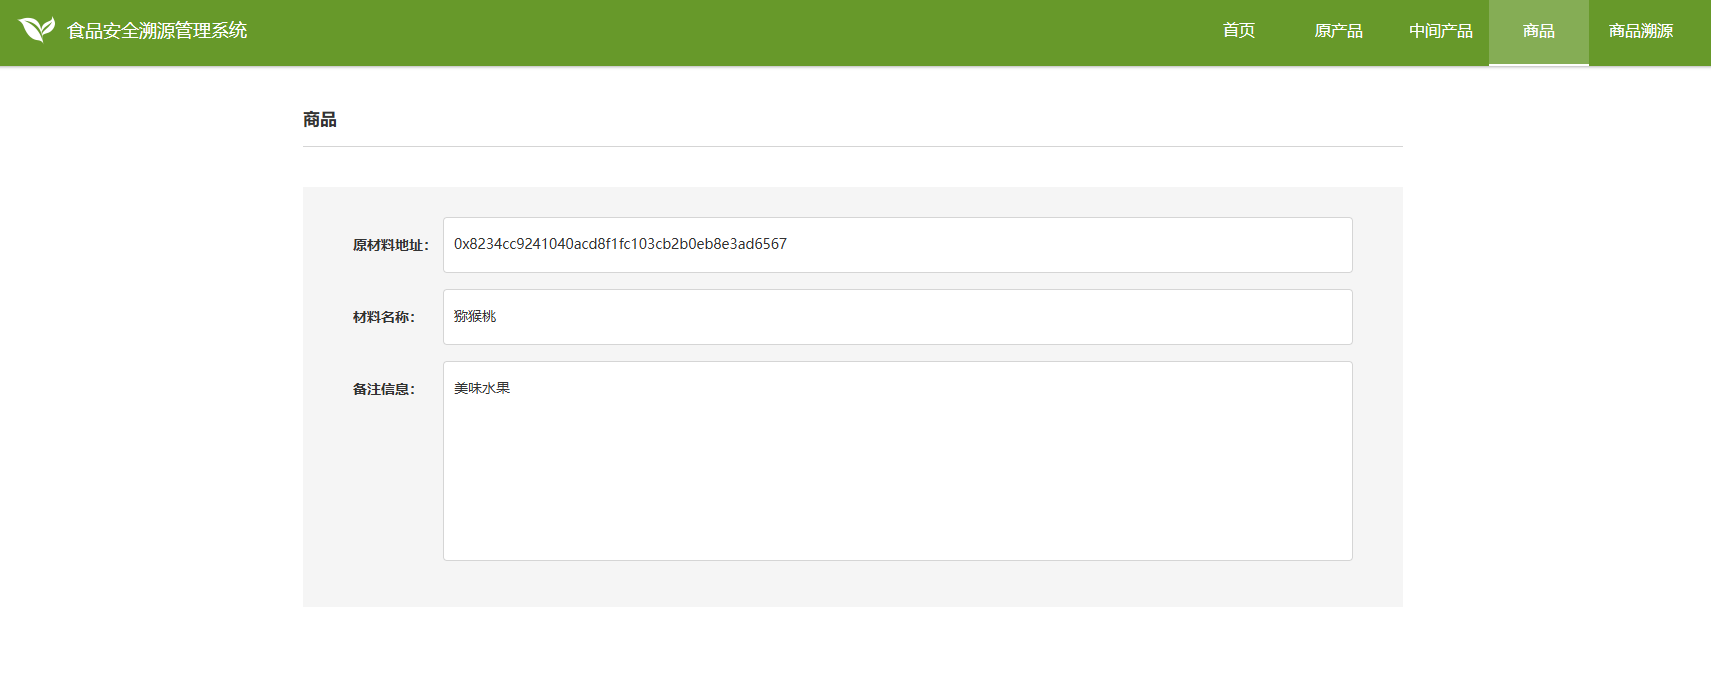 食品安全溯源管理系统
首页 原产品 中间产品 商品 商品溯源
商品
原材料地址： 0x8234cc9241040acd8f1fc103cb2b0eb8e3ad6567
材料名称： 猕猴桃
备注信息： 美味水果